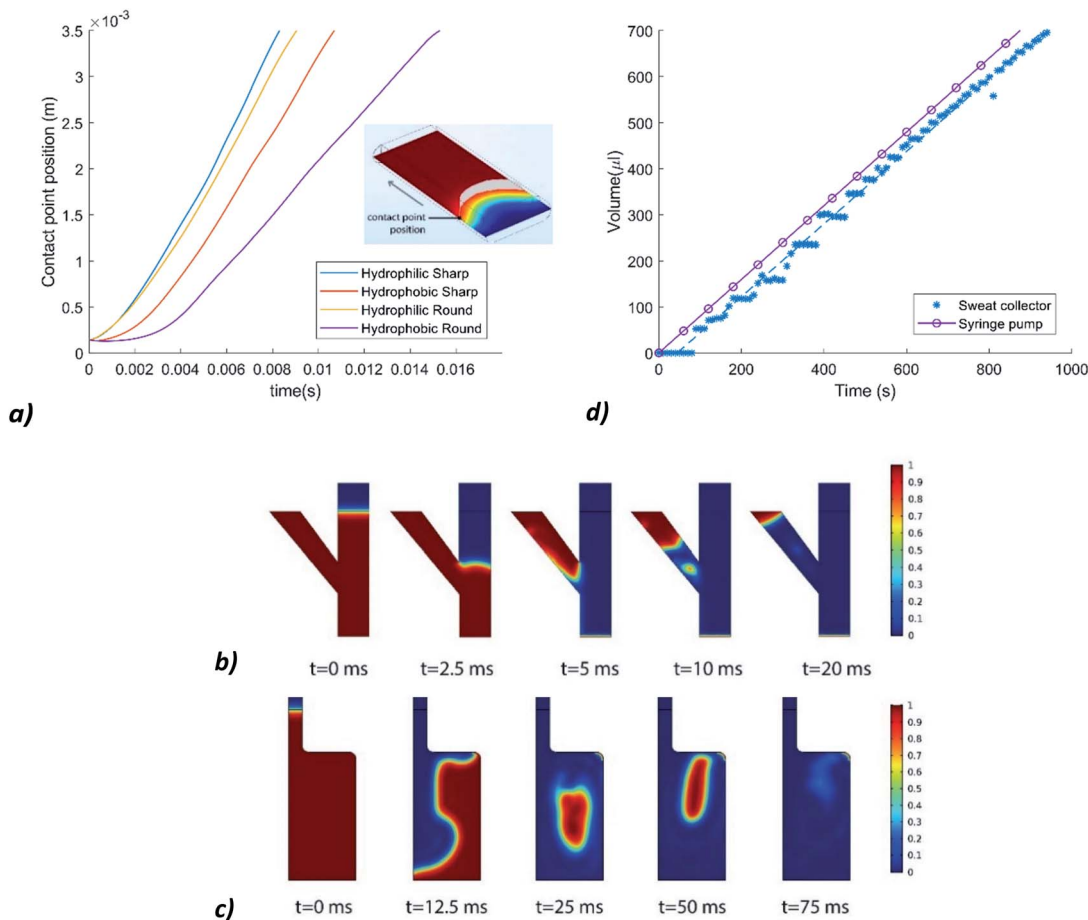 ×10⁻³
3.5
3
2.5
2
1.5
1
0.5
0
Contact point position (m)
0 0.002 0.004 0.006 0.008 0.01 0.012 0.014 0.016
time(s)
contact point
position
Hydrophilic Sharp
Hydrophobic Sharp
Hydrophilic Round
Hydrophobic Round
a)
700
600
500
400
300
200
100
0
Volume(μl)
0 200 400 600 800 1000
Time (s)
Sweat collector
Syringe pump
d)
1
0.9
0.8
0.7
0.6
0.5
0.4
0.3
0.2
0.1
0
b)
t=0 ms t=2.5 ms t=5 ms t=10 ms t=20 ms
1
0.9
0.8
0.7
0.6
0.5
0.4
0.3
0.2
0.1
0
c)
t=0 ms t=12.5 ms t=25 ms t=50 ms t=75 ms